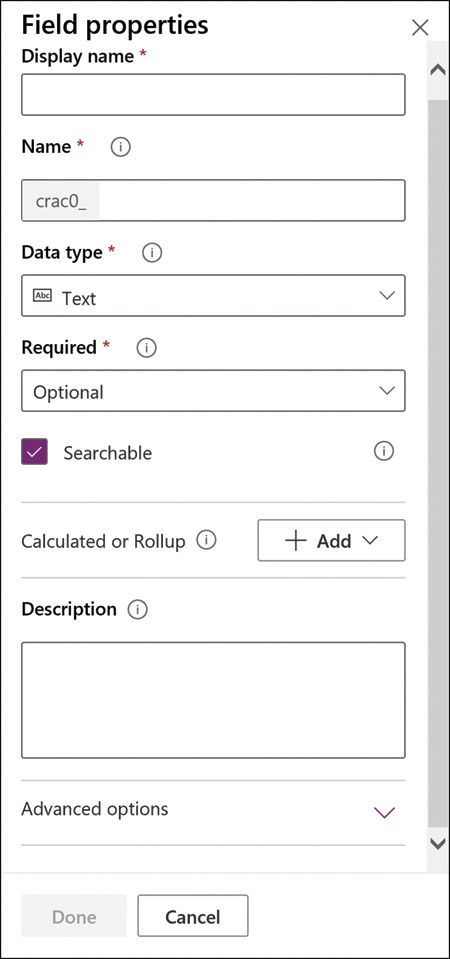 Field properties
Display name *
Name *
crac0_
Data type *
Abc Text
Required *
Optional
Searchable
Calculated or Rollup
Add
Description
Advanced options
Done
Cancel